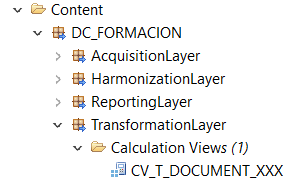 Content
DC_FORMACION
AcquisitionLayer
HarmonizationLayer
ReportingLayer
TransformationLayer
Calculation Views (1)
CV_T_DOCUMENT_XXX